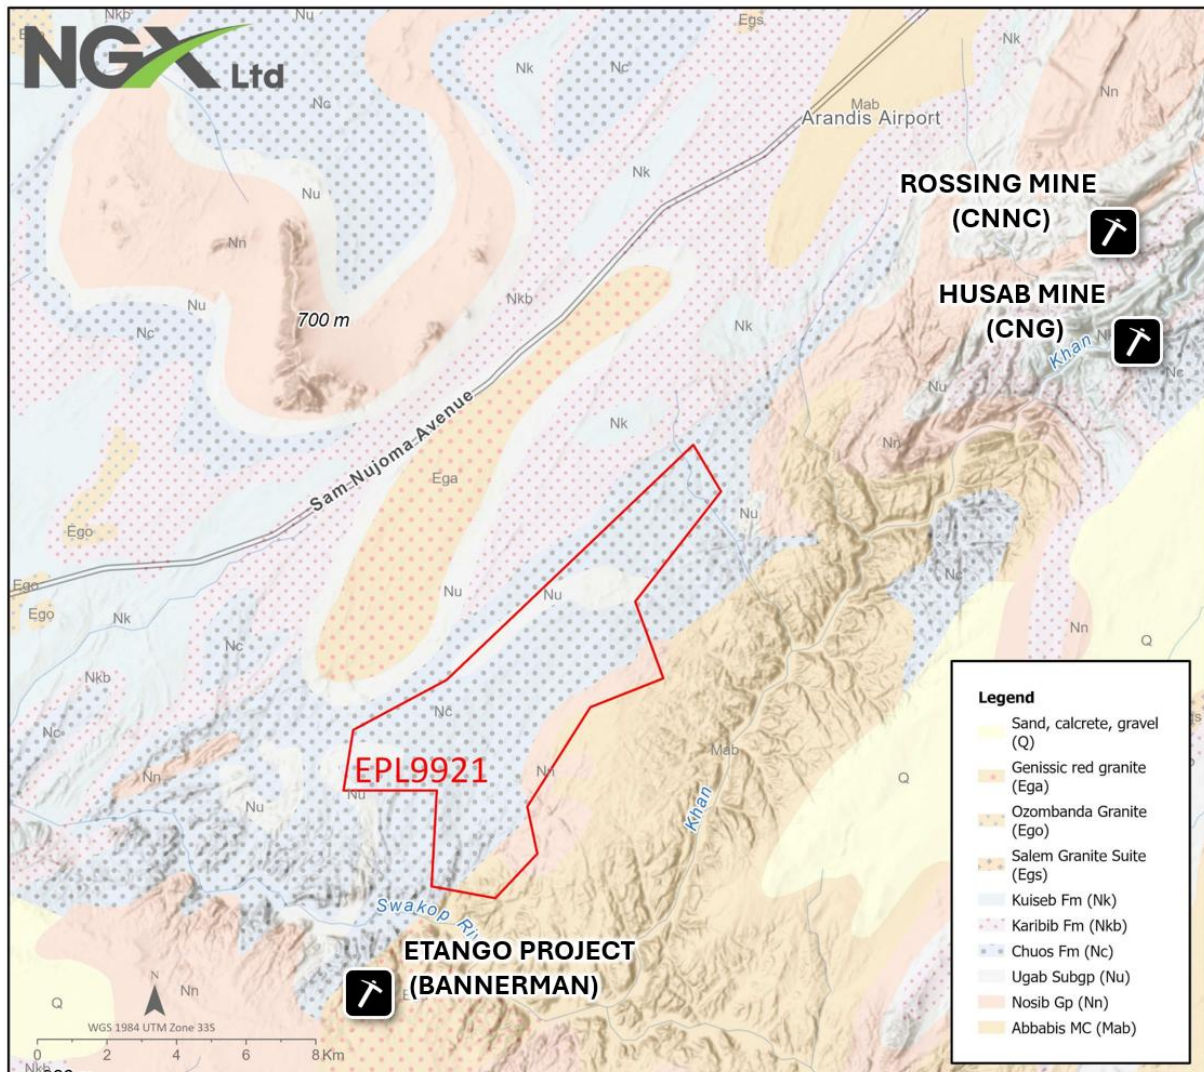 NGX Ltd
Nkb
Nu
Egs
Nk
Nk
Nc
Nn
Nc
Mab
Arandis Airport
Nk
ROSSING MINE
(CNNC)
Nu
Nn
HUSAB MINE
(CNG)
Nkb
Nu
700 m
Nk
Khan
Nc
Nc
Nu
Nk
Nn
Sam Nujoma Avenue
Ega
Nu
Ego
Nc
Ego
Nu
Nu
Ego
Nk
Nn
Q
Nc
Nkb
Nc
Nc
Mab
Nn
EPL9921
Nn
Nu
Nu
Q
Khan
Swakop Riv
ETANGO PROJECT
(BANNERMAN)
Nn
Q
N
WGS 1984 UTM Zone 33S
0 2 4 6 8 Km
Nkb
Legend
Sand, calcrete, gravel
(Q)
Genissic red granite
(Ega)
Ozombanda Granite
(Ego)
Salem Granite Suite
(Egs)
Kuiseb Fm (Nk)
Karibib Fm (Nkb)
Chuos Fm (Nc)
Ugab Subgp (Nu)
Nosib Gp (Nn)
Abbabis MC (Mab)